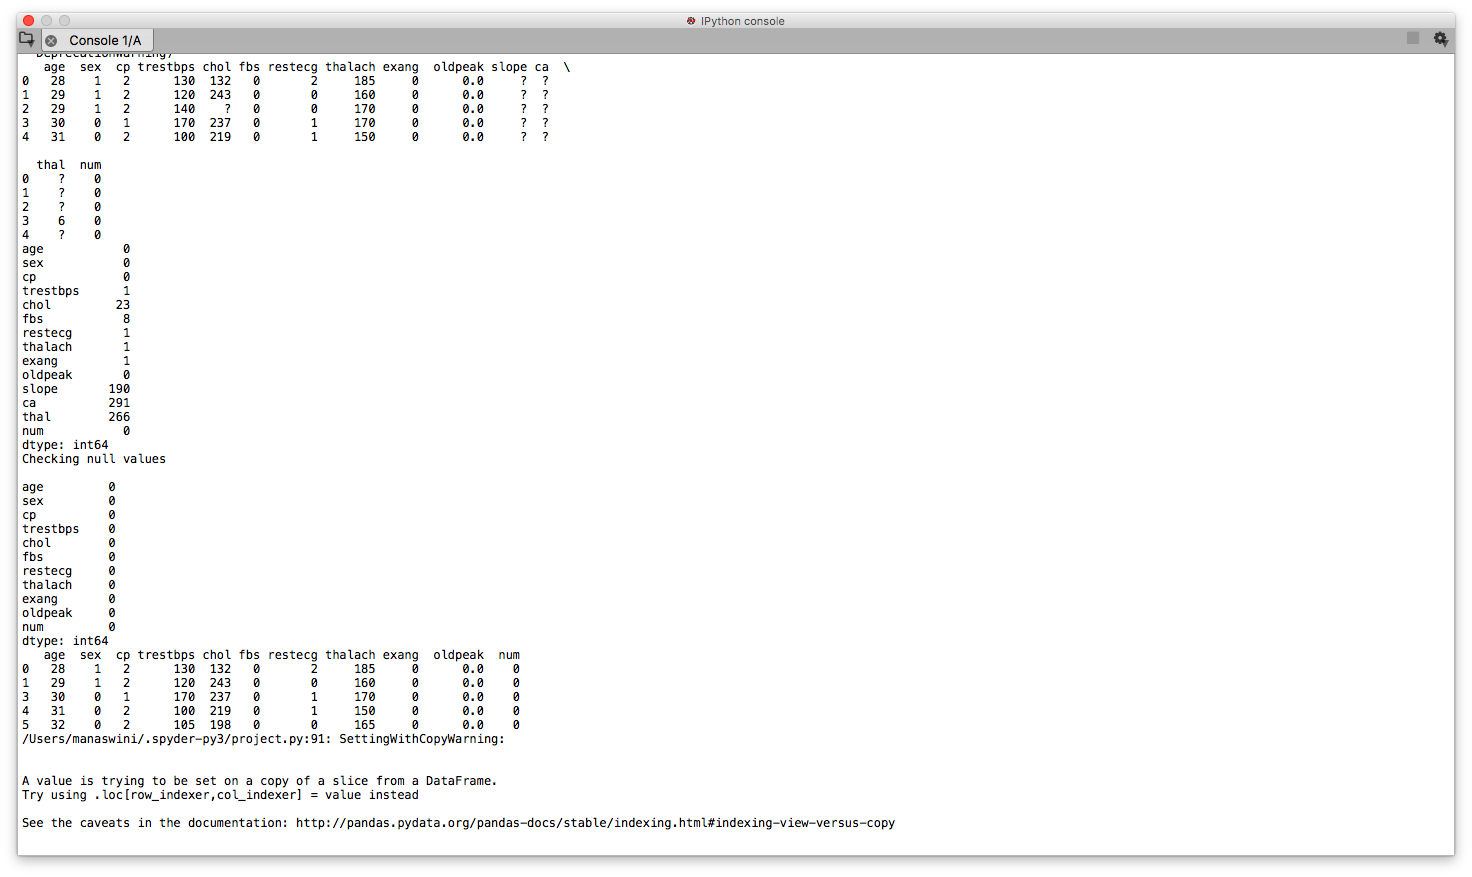 IPython console
Console 1/A
DeprecationWarning)
   age  sex  cp trestbps chol fbs restecg thalach exang  oldpeak slope ca  \
0   28    1   2      130  132   0       2     185     0      0.0     ?  ?
1   29    1   2      120  243   0       0     160     0      0.0     ?  ?
2   29    1   2      140    ?   0       0     170     0      0.0     ?  ?
3   30    0   1      170  237   0       1     170     0      0.0     ?  ?
4   31    0   2      100  219   0       1     150     0      0.0     ?  ?
  thal  num
0    ?    0
1    ?    0
2    ?    0
3    6    0
4    ?    0
age           0
sex           0
cp            0
trestbps      1
chol         23
fbs           8
restecg       1
thalach       1
exang         1
oldpeak       0
slope       190
ca          291
thal        266
num           0
dtype: int64
Checking null values
age         0
sex         0
cp          0
trestbps    0
chol        0
fbs         0
restecg     0
thalach     0
exang       0
oldpeak     0
num         0
dtype: int64
   age  sex  cp trestbps chol fbs restecg thalach exang  oldpeak  num
0   28    1   2      130  132   0       2     185     0      0.0    0
1   29    1   2      120  243   0       0     160     0      0.0    0
3   30    0   1      170  237   0       1     170     0      0.0    0
4   31    0   2      100  219   0       1     150     0      0.0    0
5   32    0   2      105  198   0       0     165     0      0.0    0
/Users/manaswini/.spyder-py3/project.py:91: SettingWithCopyWarning:
A value is trying to be set on a copy of a slice from a DataFrame.
Try using .loc[row_indexer,col_indexer] = value instead
See the caveats in the documentation: http://pandas.pydata.org/pandas-docs/stable/indexing.html#indexing-view-versus-copy